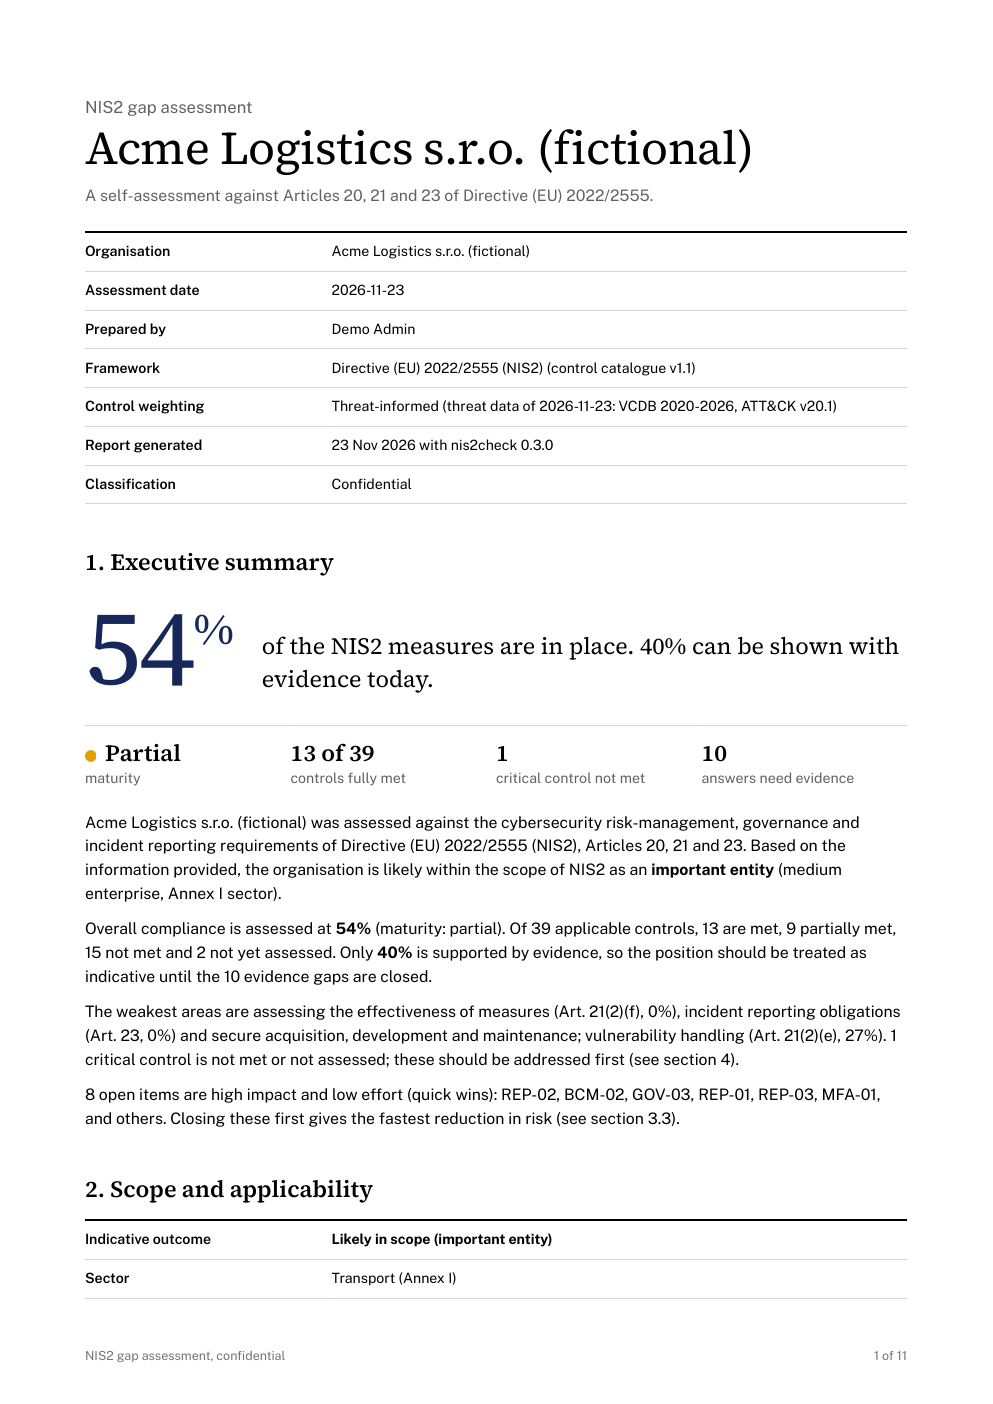 NIS2 gap assessment
Acme Logistics s.r.o. (fictional)
A self-assessment against Articles 20, 21 and 23 of Directive (EU) 2022/2555.
Organisation Acme Logistics s.r.o. (fictional)
Assessment date 2026-11-23
Prepared by Demo Admin
Framework Directive (EU) 2022/2555 (NIS2) (control catalogue v1.1)
Control weighting Threat-informed (threat data of 2026-11-23: VCDB 2020-2026, ATT&CK v20.1)
Report generated 23 Nov 2026 with nis2check 0.3.0
Classification Confidential
1. Executive summary
54% of the NIS2 measures are in place. 40% can be shown with
evidence today.
Partial 13 of 39 1 10
maturity controls fully met critical control not met answers need evidence
Acme Logistics s.r.o. (fictional) was assessed against the cybersecurity risk-management, governance and
incident reporting requirements of Directive (EU) 2022/2555 (NIS2), Articles 20, 21 and 23. Based on the
information provided, the organisation is likely within the scope of NIS2 as an important entity (medium
enterprise, Annex I sector).
Overall compliance is assessed at 54% (maturity: partial). Of 39 applicable controls, 13 are met, 9 partially met,
15 not met and 2 not yet assessed. Only 40% is supported by evidence, so the position should be treated as
indicative until the 10 evidence gaps are closed.
The weakest areas are assessing the effectiveness of measures (Art. 21(2)(f), 0%), incident reporting obligations
(Art. 23, 0%) and secure acquisition, development and maintenance; vulnerability handling (Art. 21(2)(e), 27%). 1
critical control is not met or not assessed; these should be addressed first (see section 4).
8 open items are high impact and low effort (quick wins): REP-02, BCM-02, GOV-03, REP-01, REP-03, MFA-01,
and others. Closing these first gives the fastest reduction in risk (see section 3.3).
2. Scope and applicability
Indicative outcome Likely in scope (important entity)
Sector Transport (Annex I)
NIS2 gap assessment, confidential 1 of 11